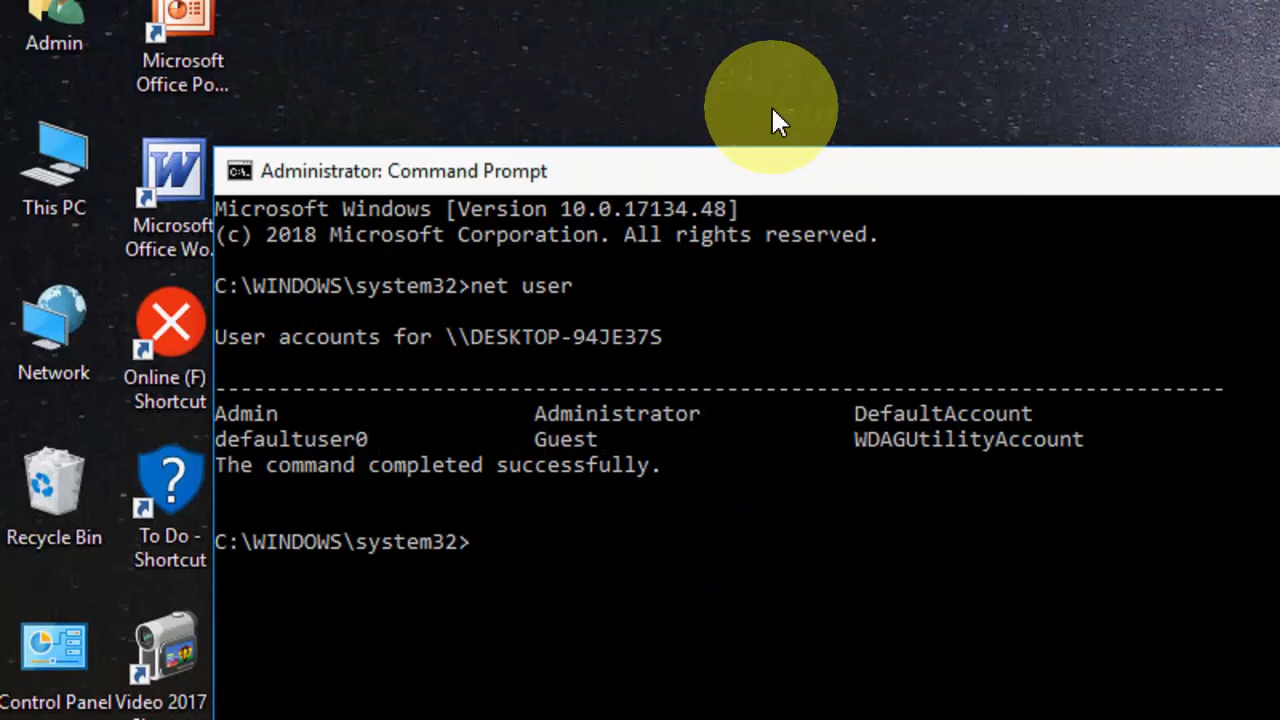 Admin
Microsoft
Office Po...
This PC
Microsoft
Office Wo.
Network
Online (F)
Shortcut
Recycle Bin
To Do -
Shortcut
Control Panel
Video 2017
Administrator: Command Prompt
Microsoft Windows [Version 10.0.17134.48]
(c) 2018 Microsoft Corporation. All rights reserved.
C:\WINDOWS\system32>net user
User accounts for \\DESKTOP-94JE37S
-------------------------------------------------------------------------------
Admin Administrator DefaultAccount
defaultuser0 Guest WDAGUtilityAccount
The command completed successfully.
C:\WINDOWS\system32>